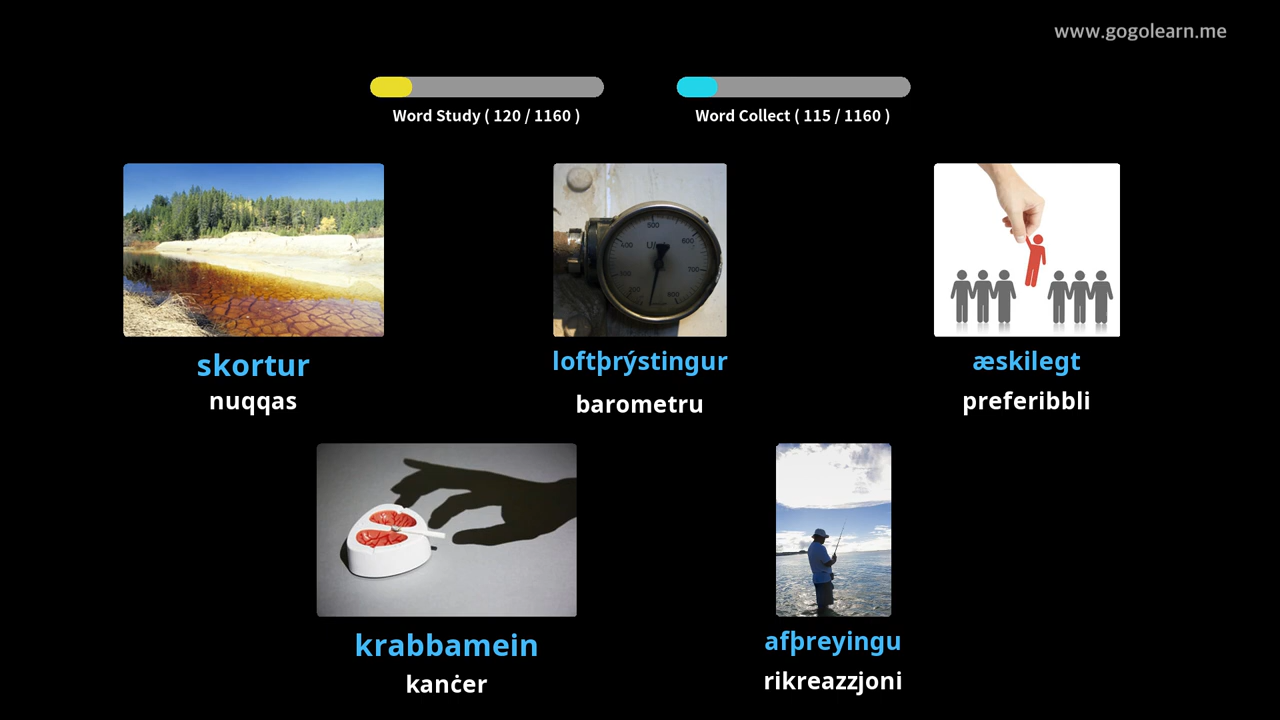 www.gogolearn.me
Word Study ( 120 / 1160 )
Word Collect ( 115 / 1160 )
skortur
nuqqas
loftþrýstingur
barometru
æskilegt
preferibbli
krabbamein
kanċer
afþreyingu
rikreazzjoni